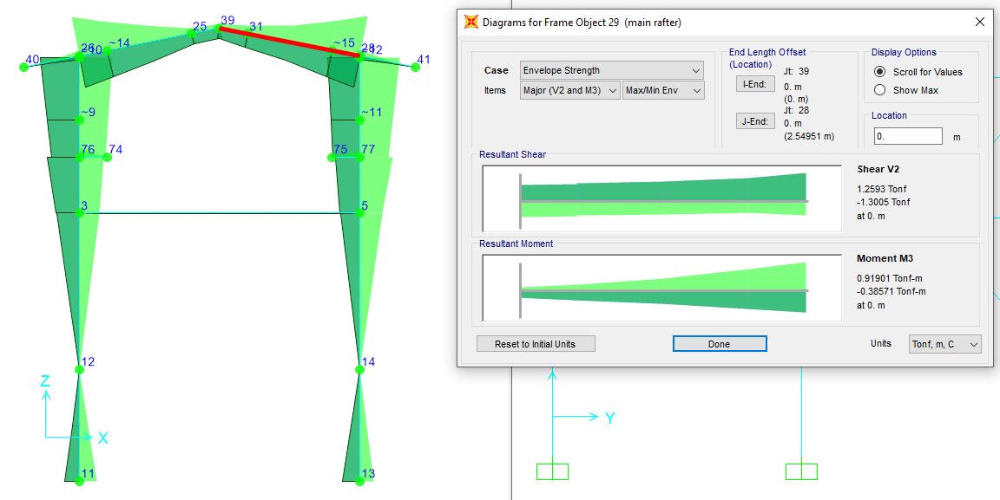 39
25
31
~14
26
~10
~15
28
~12
40
41
~9
~11
76
74
75
77
3
5
12
14
Z
X
11
13
Diagrams for Frame Object 29 (main rafter)
Case
Envelope Strength
Items
Major (V2 and M3)
Max/Min Env
End Length Offset
(Location)
Jt: 39
I-End:
0. m
(0. m)
Jt: 28
J-End:
0. m
(2.54951 m)
Display Options
Scroll for Values
Show Max
Location
0.
m
Resultant Shear
Shear V2
1.2593 Tonf
-1.3005 Tonf
at 0. m
Resultant Moment
Moment M3
0.91901 Tonf-m
-0.38571 Tonf-m
at 0. m
Reset to Initial Units
Done
Units
Tonf, m, C
Y